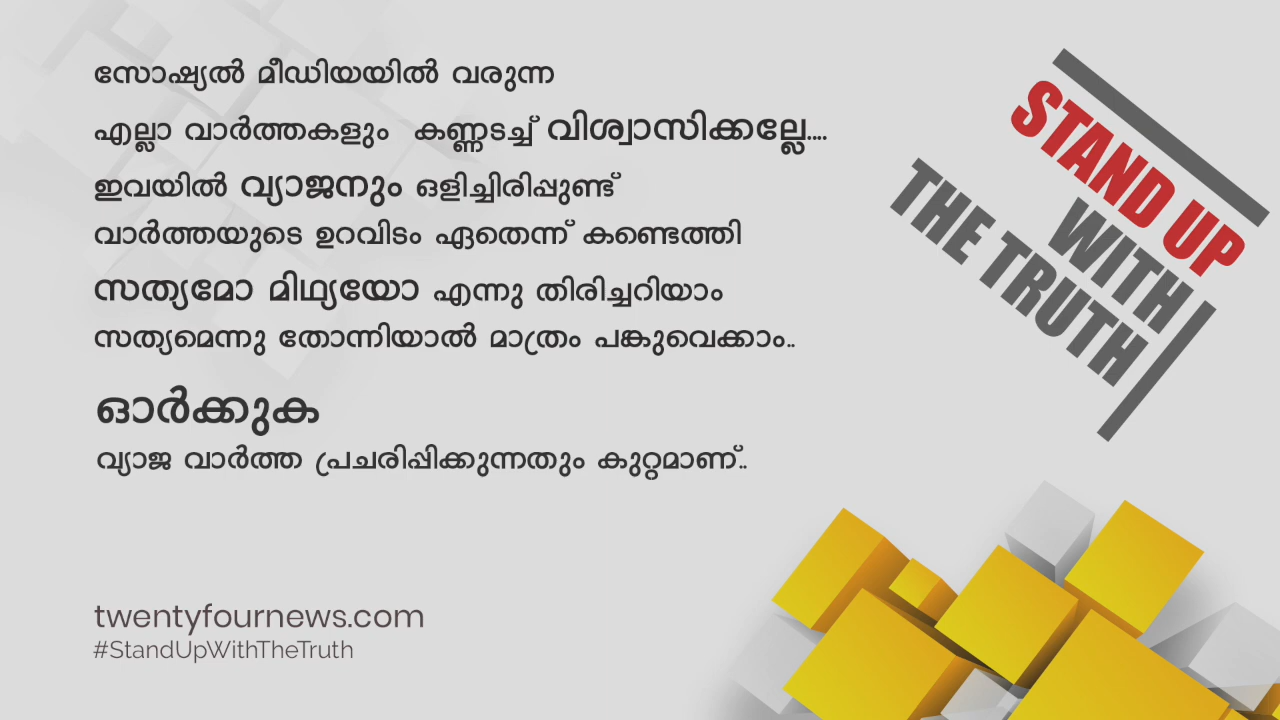 സോഷ്യൽ മീഡിയയിൽ വരുന്ന
എല്ലാ വാർത്തകളും കണ്ണടച്ച് വിശ്വാസിക്കല്ലേ....
ഇവയിൽ വ്യാജനും ഒളിച്ചിരിപ്പുണ്ട്
വാർത്തയുടെ ഉറവിടം ഏതെന്ന് കണ്ടെത്തി
സത്യമോ മിഥ്യയോ എന്നു തിരിച്ചറിയാം
സത്യമെന്നു തോന്നിയാൽ മാത്രം പങ്കുവെക്കാം..
ഓർക്കുക
വ്യാജ വാർത്ത പ്രചരിപ്പിക്കുന്നതും കുറ്റമാണ്..
STAND UP
WITH
THE TRUTH
twentyfournews.com
#StandUpWithTheTruth